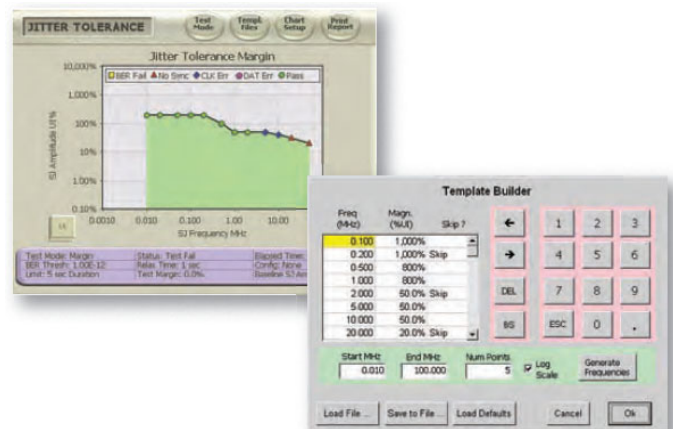 JITTER TOLERANCE
Test Mode
Templ. Files
Chart Setup
Print Report
Jitter Tolerance Margin
BER Fail No Sync CLK Err DAT Err Pass
10,000%
1,000%
100%
10%
1.00%
0.10%
SJ Amplitude UI%
0.0010 0.010 0.100 1.00 10.00
SJ Frequency MHz
Test Mode: Margin Status: Test Fail Elapsed Time:
BER Thresh: 1.00E-12 Relax Time: 1 sec Config: None
Limit: 5 sec Duration Test Margin: 0.0% Baseline SJ Am
Template Builder
Freq (MHz) Magn. (%UI) Skip ?
0.100 1,000%
0.200 1,000% Skip
0.500 800%
1.000 800%
2.000 50.0% Skip
5.000 50.0%
10.000 50.0%
20.000 20.0% Skip
← 1 2 3
→ 4 5 6
DEL 7 8 9
BS ESC 0 .
Start MHz End MHz Num Points
0.010 100.000 5 Log Scale Generate Frequencies
Load File ... Save to File ... Load Defaults Cancel Ok